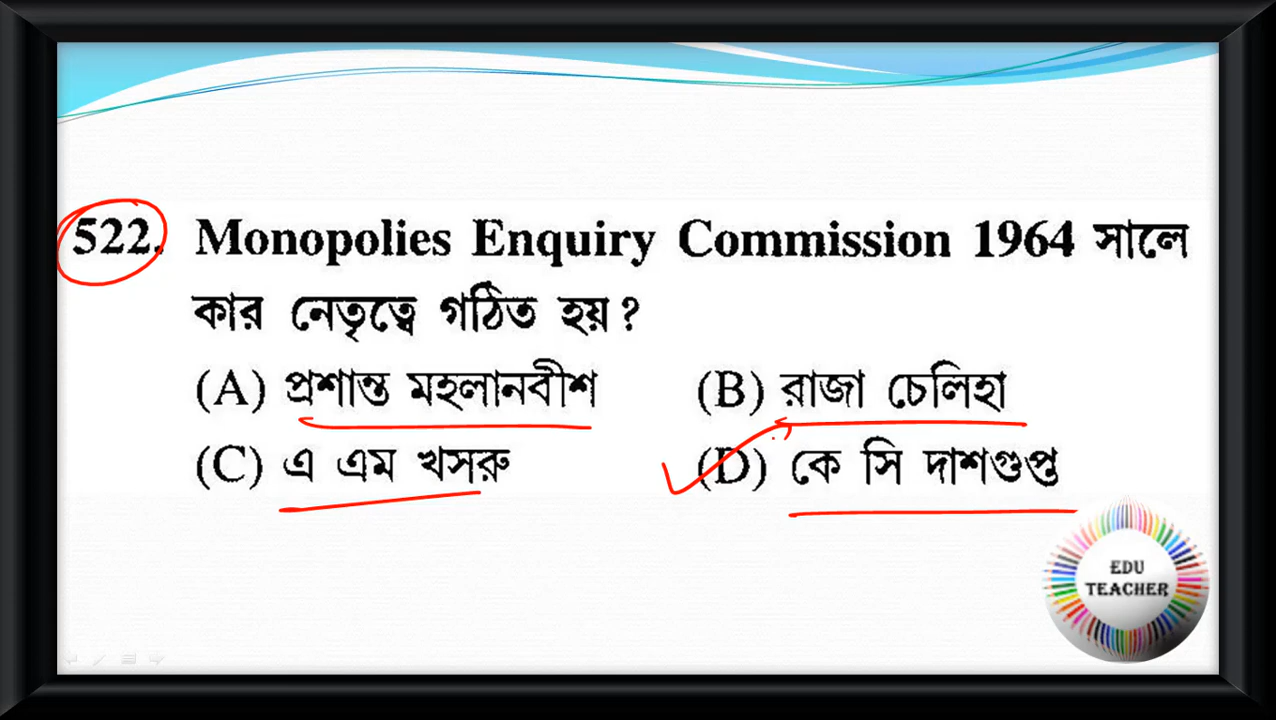 522. Monopolies Enquiry Commission 1964 সালে
কার নেতৃত্বে গঠিত হয়?
(A) প্রশান্ত মহলানবীশ (B) রাজা চেলিহা
(C) এ এম খসরু (D) কে সি দাশগুপ্ত
EDU
TEACHER